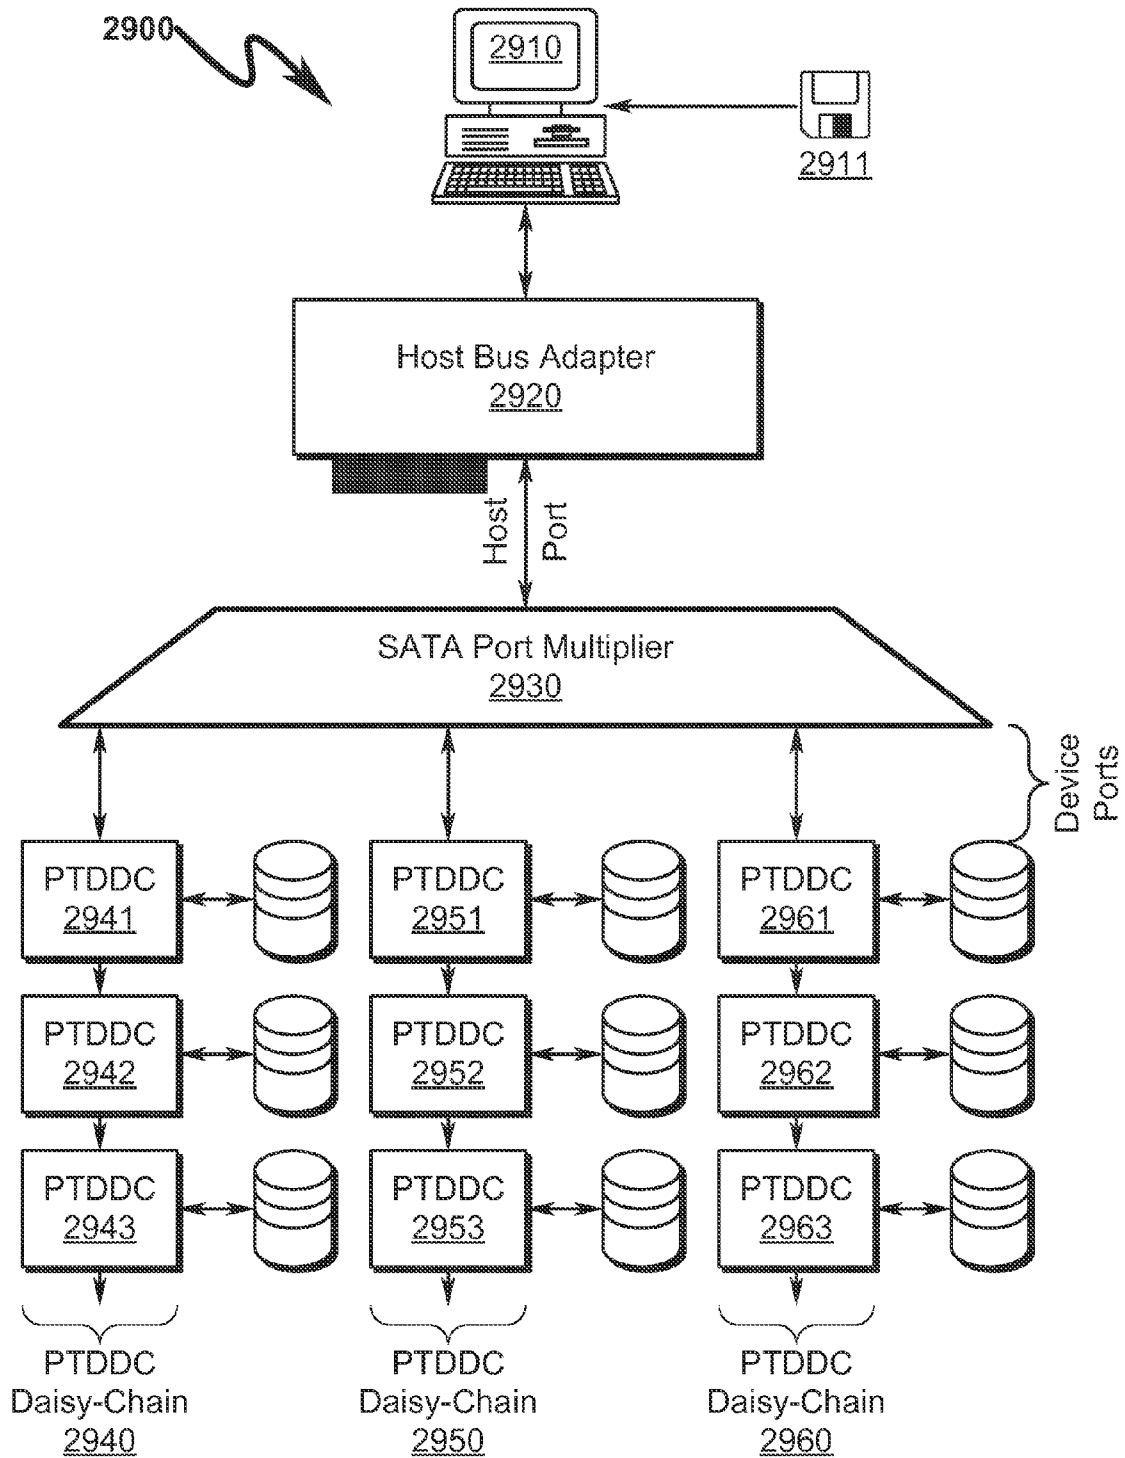 2900
2910
2911
Host Bus Adapter
2920
Host Port
SATA Port Multiplier
2930
Device
Ports
PTDDC
2941
PTDDC
2951
PTDDC
2961
PTDDC
2942
PTDDC
2952
PTDDC
2962
PTDDC
2943
PTDDC
2953
PTDDC
2963
PTDDC
Daisy-Chain
2940
PTDDC
Daisy-Chain
2950
PTDDC
Daisy-Chain
2960